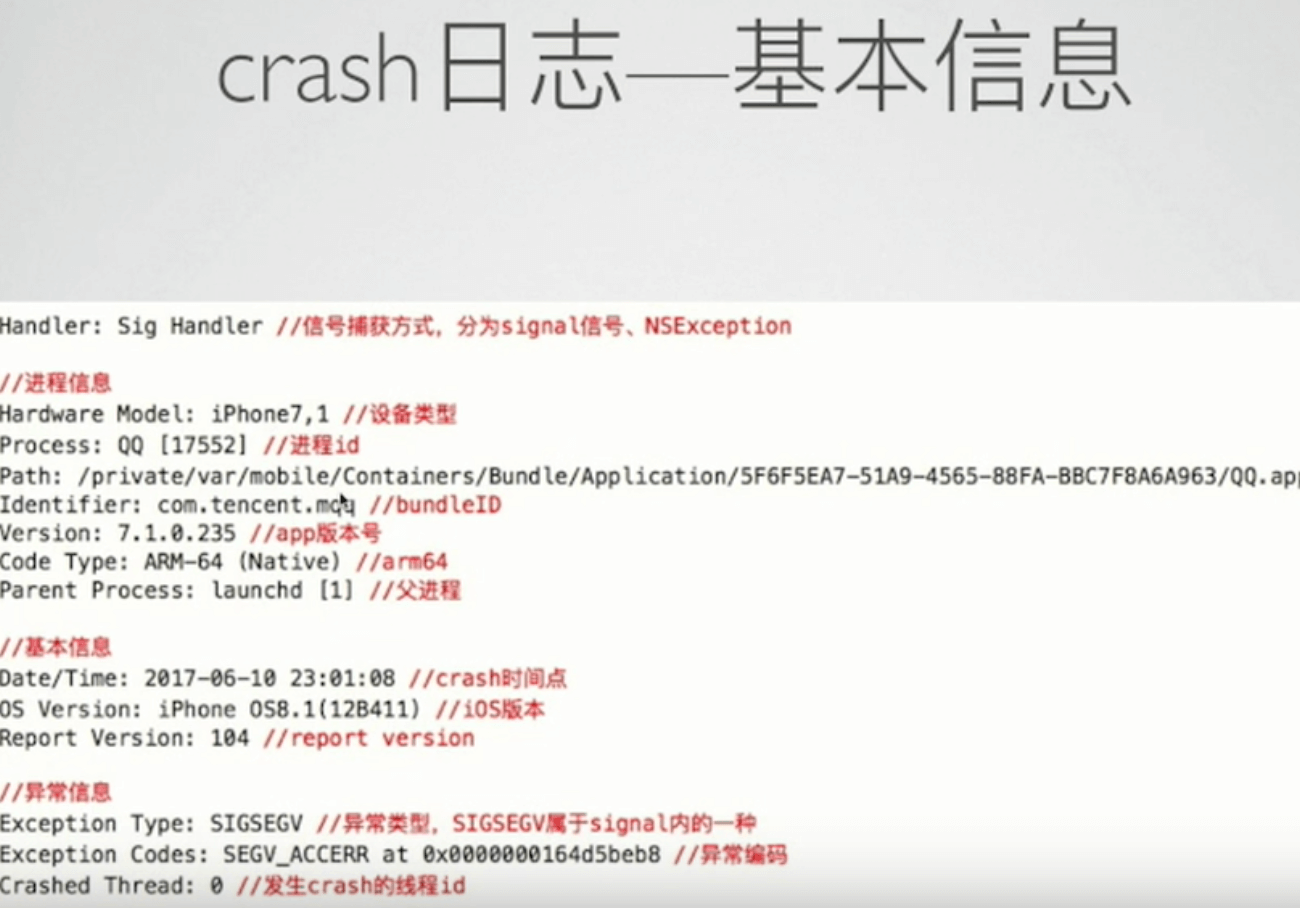 crash日志—基本信息
Handler: Sig Handler //信号捕获方式，分为signal信号、NSException
//进程信息
Hardware Model: iPhone7,1 //设备类型
Process: QQ [17552] //进程id
Path: /private/var/mobile/Containers/Bundle/Application/5F6F5EA7-51A9-4565-88FA-BBC7F8A6A963/QQ.app
Identifier: com.tencent.mqq //bundleID
Version: 7.1.0.235 //app版本号
Code Type: ARM-64 (Native) //arm64
Parent Process: launchd [1] //父进程
//基本信息
Date/Time: 2017-06-10 23:01:08 //crash时间点
OS Version: iPhone OS8.1(12B411) //iOS版本
Report Version: 104 //report version
//异常信息
Exception Type: SIGSEGV //异常类型，SIGSEGV属于signal内的一种
Exception Codes: SEGV_ACCERR at 0x0000000164d5beb8 //异常编码
Crashed Thread: 0 //发生crash的线程id